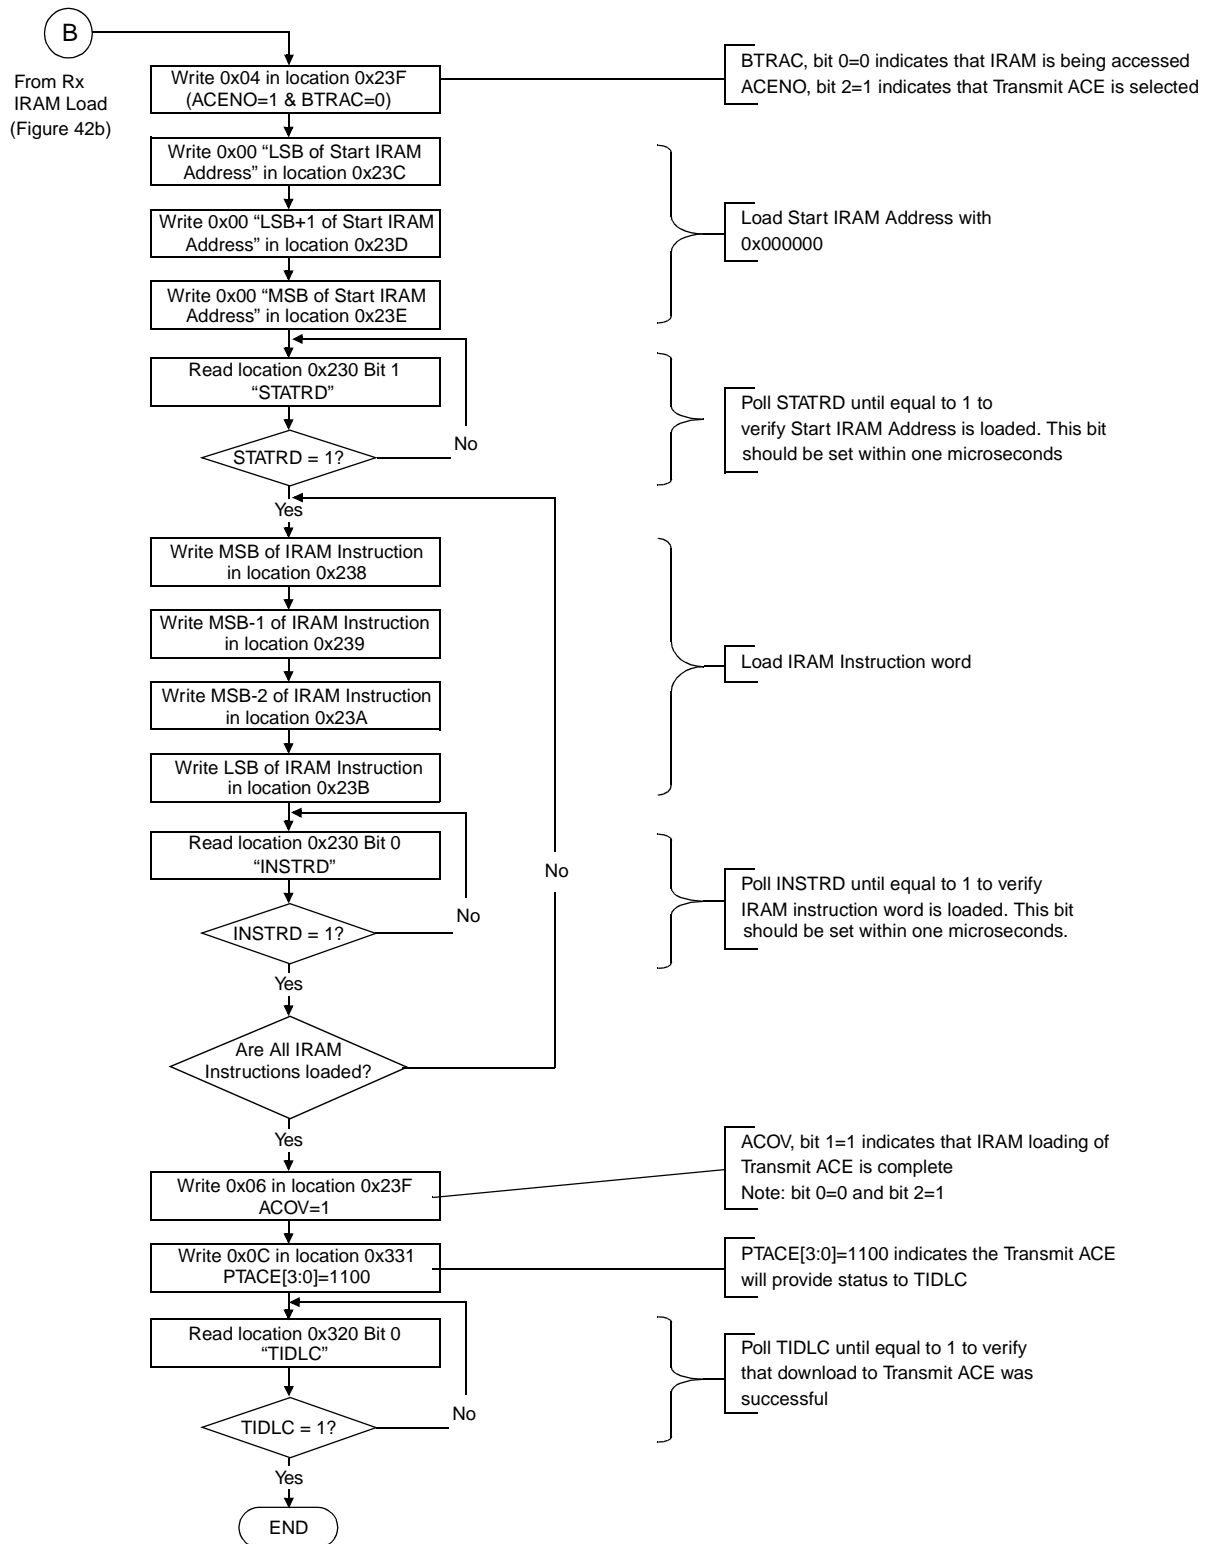 B
From Rx
IRAM Load
(Figure 42b)
Write 0x04 in location 0x23F
(ACENO=1 & BTRAC=0)
BTRAC, bit 0=0 indicates that IRAM is being accessed
ACENO, bit 2=1 indicates that Transmit ACE is selected
Write 0x00 “LSB of Start IRAM
Address” in location 0x23C
Write 0x00 “LSB+1 of Start IRAM
Address” in location 0x23D
Write 0x00 “MSB of Start IRAM
Address” in location 0x23E
Load Start IRAM Address with
0x000000
Read location 0x230 Bit 1
“STATRD”
STATRD = 1?
No
Yes
Poll STATRD until equal to 1 to
verify Start IRAM Address is loaded. This bit
should be set within one microseconds
Write MSB of IRAM Instruction
in location 0x238
Write MSB-1 of IRAM Instruction
in location 0x239
Write MSB-2 of IRAM Instruction
in location 0x23A
Write LSB of IRAM Instruction
in location 0x23B
Load IRAM Instruction word
Read location 0x230 Bit 0
“INSTRD”
INSTRD = 1?
No
Yes
No
Poll INSTRD until equal to 1 to verify
IRAM instruction word is loaded. This bit
should be set within one microseconds.
Are All IRAM
Instructions loaded?
Yes
Write 0x06 in location 0x23F
ACOV=1
ACOV, bit 1=1 indicates that IRAM loading of
Transmit ACE is complete
Note: bit 0=0 and bit 2=1
Write 0x0C in location 0x331
PTACE[3:0]=1100
PTACE[3:0]=1100 indicates the Transmit ACE
will provide status to TIDLC
Read location 0x320 Bit 0
“TIDLC”
TIDLC = 1?
No
Yes
Poll TIDLC until equal to 1 to verify
that download to Transmit ACE was
successful
END